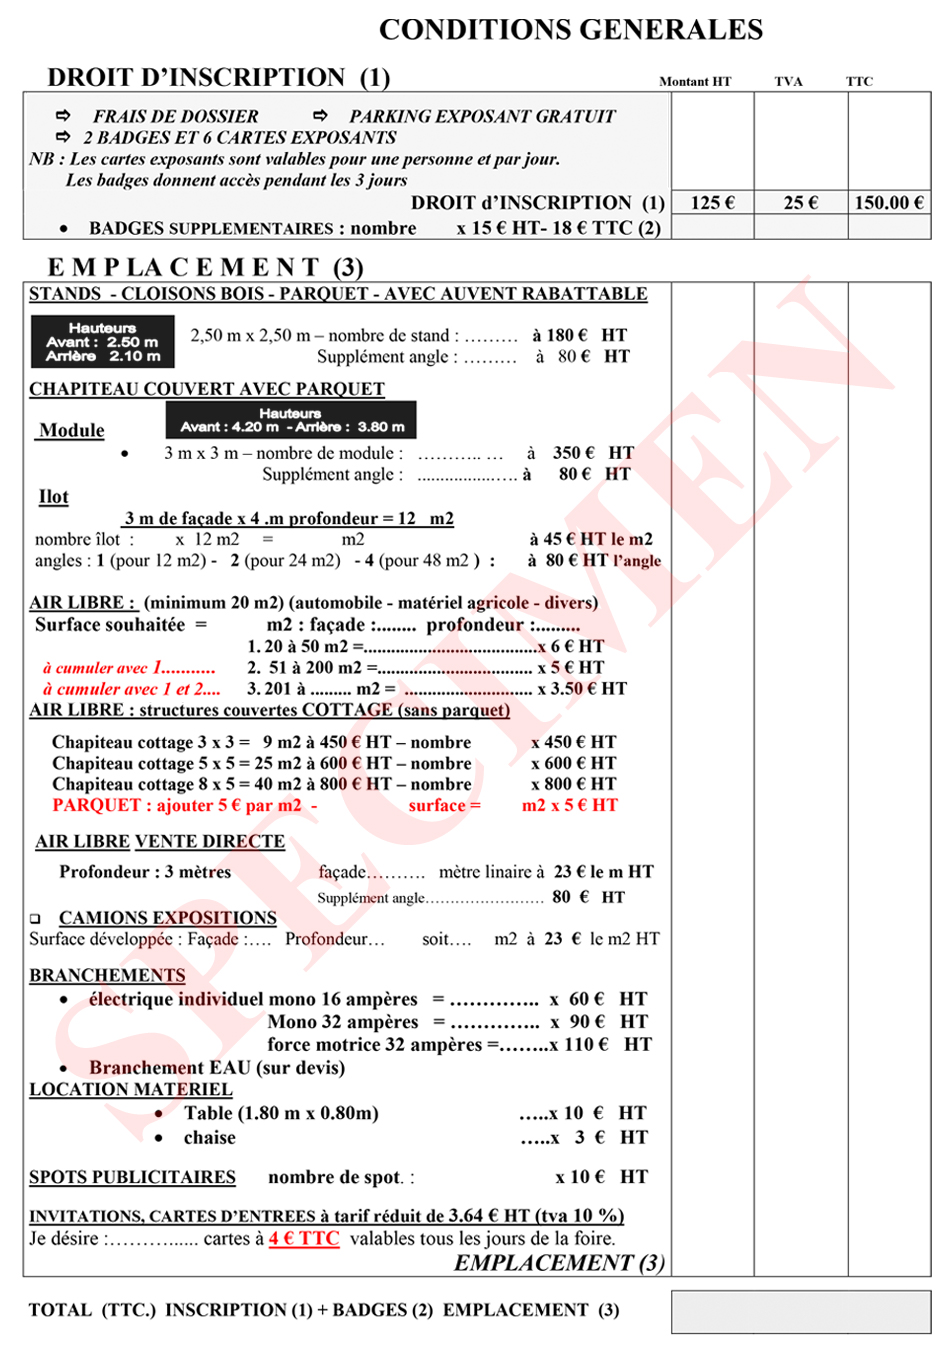 CONDITIONS GENERALES
DROIT D’INSCRIPTION (1) Montant HT TVA TTC
⇨ FRAIS DE DOSSIER ⇨ PARKING EXPOSANT GRATUIT
⇨ 2 BADGES ET 6 CARTES EXPOSANTS
NB : Les cartes exposants sont valables pour une personne et par jour.
Les badges donnent accès pendant les 3 jours
DROIT d’INSCRIPTION (1) 125 € 25 € 150.00 €
• BADGES SUPPLEMENTAIRES : nombre x 15 € HT- 18 € TTC (2)
E M P LA C E M E N T (3)
STANDS - CLOISONS BOIS - PARQUET - AVEC AUVENT RABATTABLE
Hauteurs
Avant : 2.50 m
Arrière 2.10 m
2,50 m x 2,50 m – nombre de stand : ……… à 180 € HT
Supplément angle : ……… à 80 € HT
CHAPITEAU COUVERT AVEC PARQUET
Hauteurs
Avant : 4.20 m - Arrière : 3.80 m
Module
• 3 m x 3 m – nombre de module : ……….. … à 350 € HT
Supplément angle : .................…. à 80 € HT
Ilot
3 m de façade x 4 .m profondeur = 12 m2
nombre îlot : x 12 m2 = m2 à 45 € HT le m2
angles : 1 (pour 12 m2) - 2 (pour 24 m2) - 4 (pour 48 m2 ) : à 80 € HT l’angle
AIR LIBRE : (minimum 20 m2) (automobile - matériel agricole - divers)
Surface souhaitée = m2 : façade :........ profondeur :.........
1. 20 à 50 m2 =......................................x 6 € HT
à cumuler avec 1........... 2. 51 à 200 m2 =.................................. x 5 € HT
à cumuler avec 1 et 2.... 3. 201 à ......... m2 = ............................ x 3.50 € HT
AIR LIBRE : structures couvertes COTTAGE (sans parquet)
Chapiteau cottage 3 x 3 = 9 m2 à 450 € HT – nombre x 450 € HT
Chapiteau cottage 5 x 5 = 25 m2 à 600 € HT – nombre x 600 € HT
Chapiteau cottage 8 x 5 = 40 m2 à 800 € HT – nombre x 800 € HT
PARQUET : ajouter 5 € par m2 - surface = m2 x 5 € HT
AIR LIBRE VENTE DIRECTE
Profondeur : 3 mètres façade………. mètre linaire à 23 € le m HT
Supplément angle…………………… 80 € HT
❑ CAMIONS EXPOSITIONS
Surface développée : Façade :…. Profondeur… soit…. m2 à 23 € le m2 HT
BRANCHEMENTS
• électrique individuel mono 16 ampères = ………….. x 60 € HT
Mono 32 ampères = ………….. x 90 € HT
force motrice 32 ampères =……..x 110 € HT
• Branchement EAU (sur devis)
LOCATION MATERIEL
• Table (1.80 m x 0.80m) …..x 10 € HT
• chaise …..x 3 € HT
SPOTS PUBLICITAIRES nombre de spot. : x 10 € HT
INVITATIONS, CARTES D’ENTREES à tarif réduit de 3.64 € HT (tva 10 %)
Je désire :………...... cartes à 4 € TTC valables tous les jours de la foire.
EMPLACEMENT (3)
TOTAL (TTC.) INSCRIPTION (1) + BADGES (2) EMPLACEMENT (3)
SPECIMEN